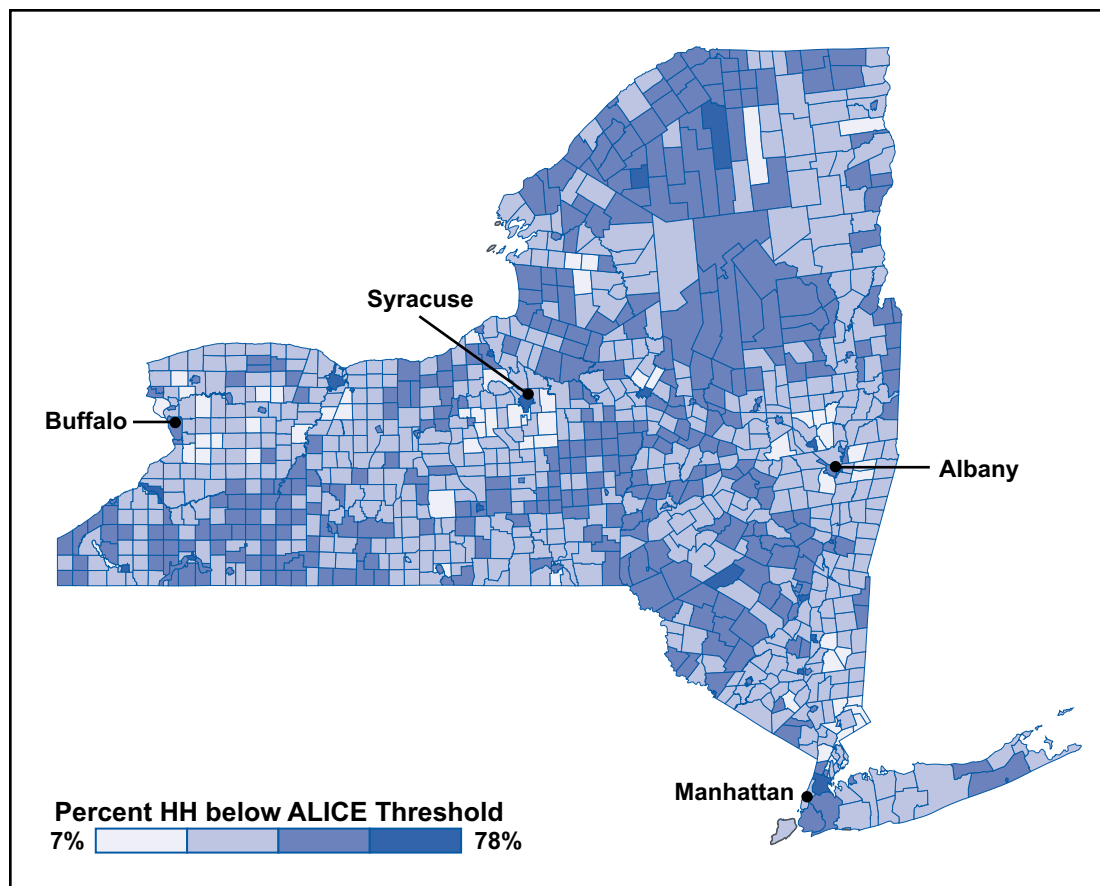 Syracuse
Buffalo
Albany
Manhattan
Percent HH below ALICE Threshold
7% 78%